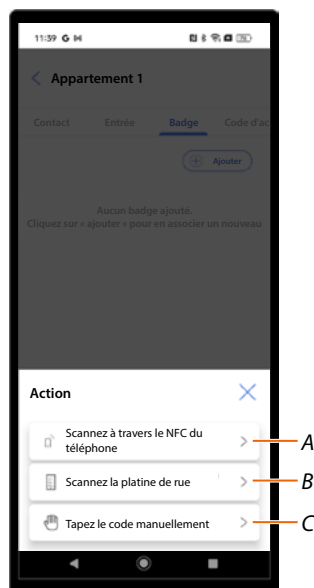 11:59 G M
Appartement 1
Contact Entrée Badge Code d'ac
Ajouter
Aucun badge ajouté.
Cliquez sur « ajouter » pour en associer un nouveau
Action
Scannez à travers le NFC du
téléphone
A
Scannez la platine de rue
B
Tapez le code manuellement
C